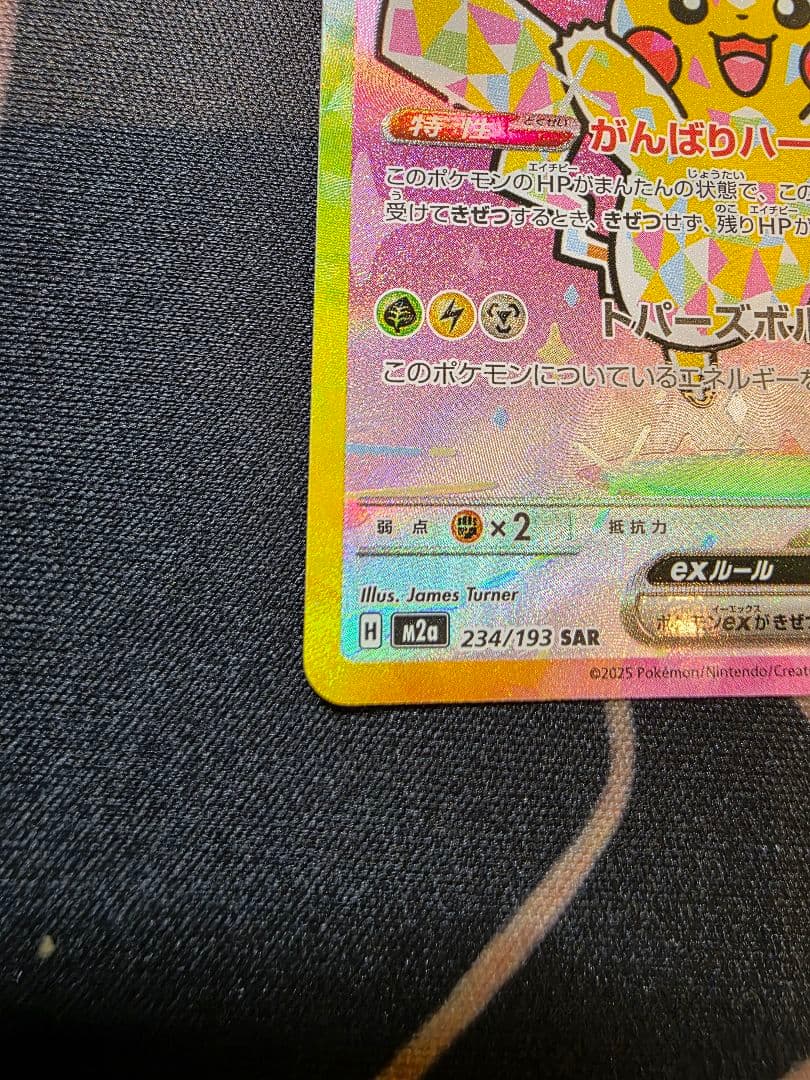 特性 とくせい がんばりハー
このポケモンのHPがまんたんの状態で、この
受けてきぜつするとき、きぜつせず、残りHPが
トパーズボル
このポケモンについているエネルギーを
弱点 ×2 抵抗力
exルール
Illus. James Turner
ポケモンexがきぜつ
H M2a 234/193 SAR
©2025 Pokémon/Nintendo/Creat